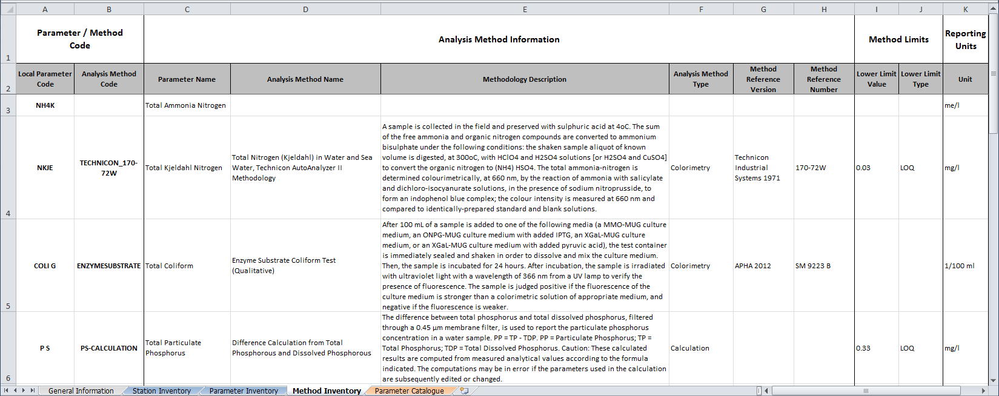 A B C D E F G H I J K
Parameter / Method
Code
Analysis Method Information
Method Limits
Reporting
Units
1
Local Parameter
Code
Analysis Method
Code
Parameter Name
Analysis Method Name
Methodology Description
Analysis Method
Type
Method
Reference
Version
Method
Reference
Number
Lower Limit
Value
Lower Limit
Type
Unit
2
NH4K
Total Ammonia Nitrogen
me/l
3
NKJE
TECHNICON_170-
72W
Total Kjeldahl Nitrogen
Total Nitrogen (Kjeldahl) in Water and Sea
Water, Technicon AutoAnalyzer II
Methodology
A sample is collected in the field and preserved with sulphuric acid at 4oC. The sum
of the free ammonia and organic nitrogen compounds are converted to ammonium
bisulphate under the following conditions: the shaken sample aliquot of known
volume is digested, at 300oC, with HClO4 and H2SO4 solutions [or H2SO4 and CuSO4]
to convert the organic nitrogen to (NH4) HSO4. The total ammonia-nitrogen is
determined colourimetrically, at 660 nm, by the reaction of ammonia with salicylate
and dichloro-isocyanurate solutions, in the presence of sodium nitroprusside, to
form an indophenol blue complex; the colour intensity is measured at 660 nm and
compared to identically-prepared standard and blank solutions.
Colorimetry
Technicon
Industrial
Systems 1971
170-72W
0.03
LOQ
mg/l
4
COLI G
ENZYMESUBSTRATE
Total Coliform
Enzyme Substrate Coliform Test
(Qualitative)
After 100 mL of a sample is added to one of the following media (a MMO-MUG culture
medium, an ONPG-MUG culture medium with added IPTG, an XGaL-MUG culture
medium, or an XGaL-MUG culture medium with added pyruvic acid), the test container
is immediately sealed and shaken in order to dissolve and mix the culture medium.
Then, the sample is incubated for 24 hours. After incubation, the sample is irradiated
with ultraviolet light with a wavelength of 366 nm from a UV lamp to verify the
presence of fluorescence. The sample is judged positive if the fluorescence of the
culture medium is stronger than a colorimetric solution of appropriate medium, and
negative if the fluorescence is weaker.
Colorimetry
APHA 2012
SM 9223 B
1/100 ml
5
P S
PS-CALCULATION
Total Particulate
Phosphorus
Difference Calculation from Total
Phosphorous and Dissolved Phosphorous
The difference between total phosphorus and total dissolved phosphorus, filtered
through a 0.45 µm membrane filter, is used to report the particulate phosphorus
concentration in a water sample. PP = TP - TDP. PP = Particulate Phosphorus; TP =
Total Phosphorus; TDP = Total Dissolved Phosphorus. Caution: These calculated
results are computed from measured analytical values according to the formula
indicated. The computations may be in error if the parameters used in the calculation
are subsequently edited or changed.
Calculation
0.33
LOQ
mg/l
6
General Information Station Inventory Parameter Inventory Method Inventory Parameter Catalogue